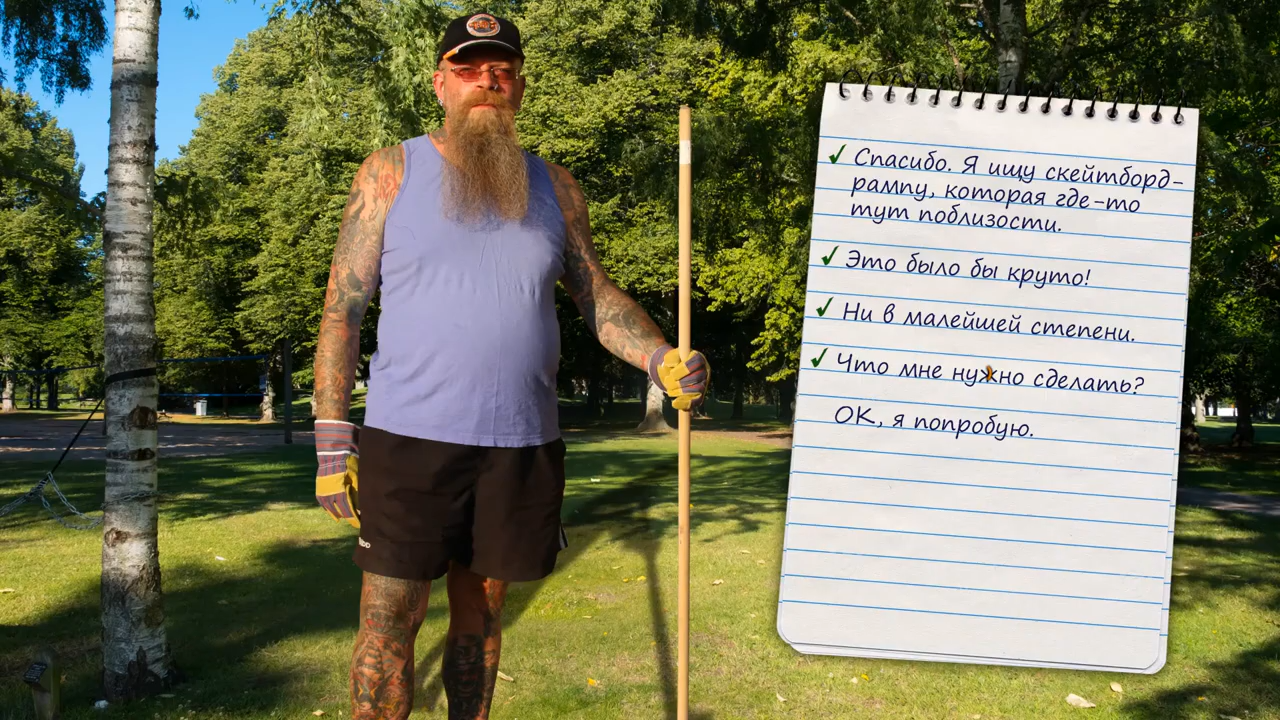 ✓ Спасибо. Я ищу скейтборд-
рампу, которая где-то
тут поблизости.
✓ Это было бы круто!
✓ Ни в малейшей степени.
✓ Что мне нужно сделать?
ОК, я попробую.